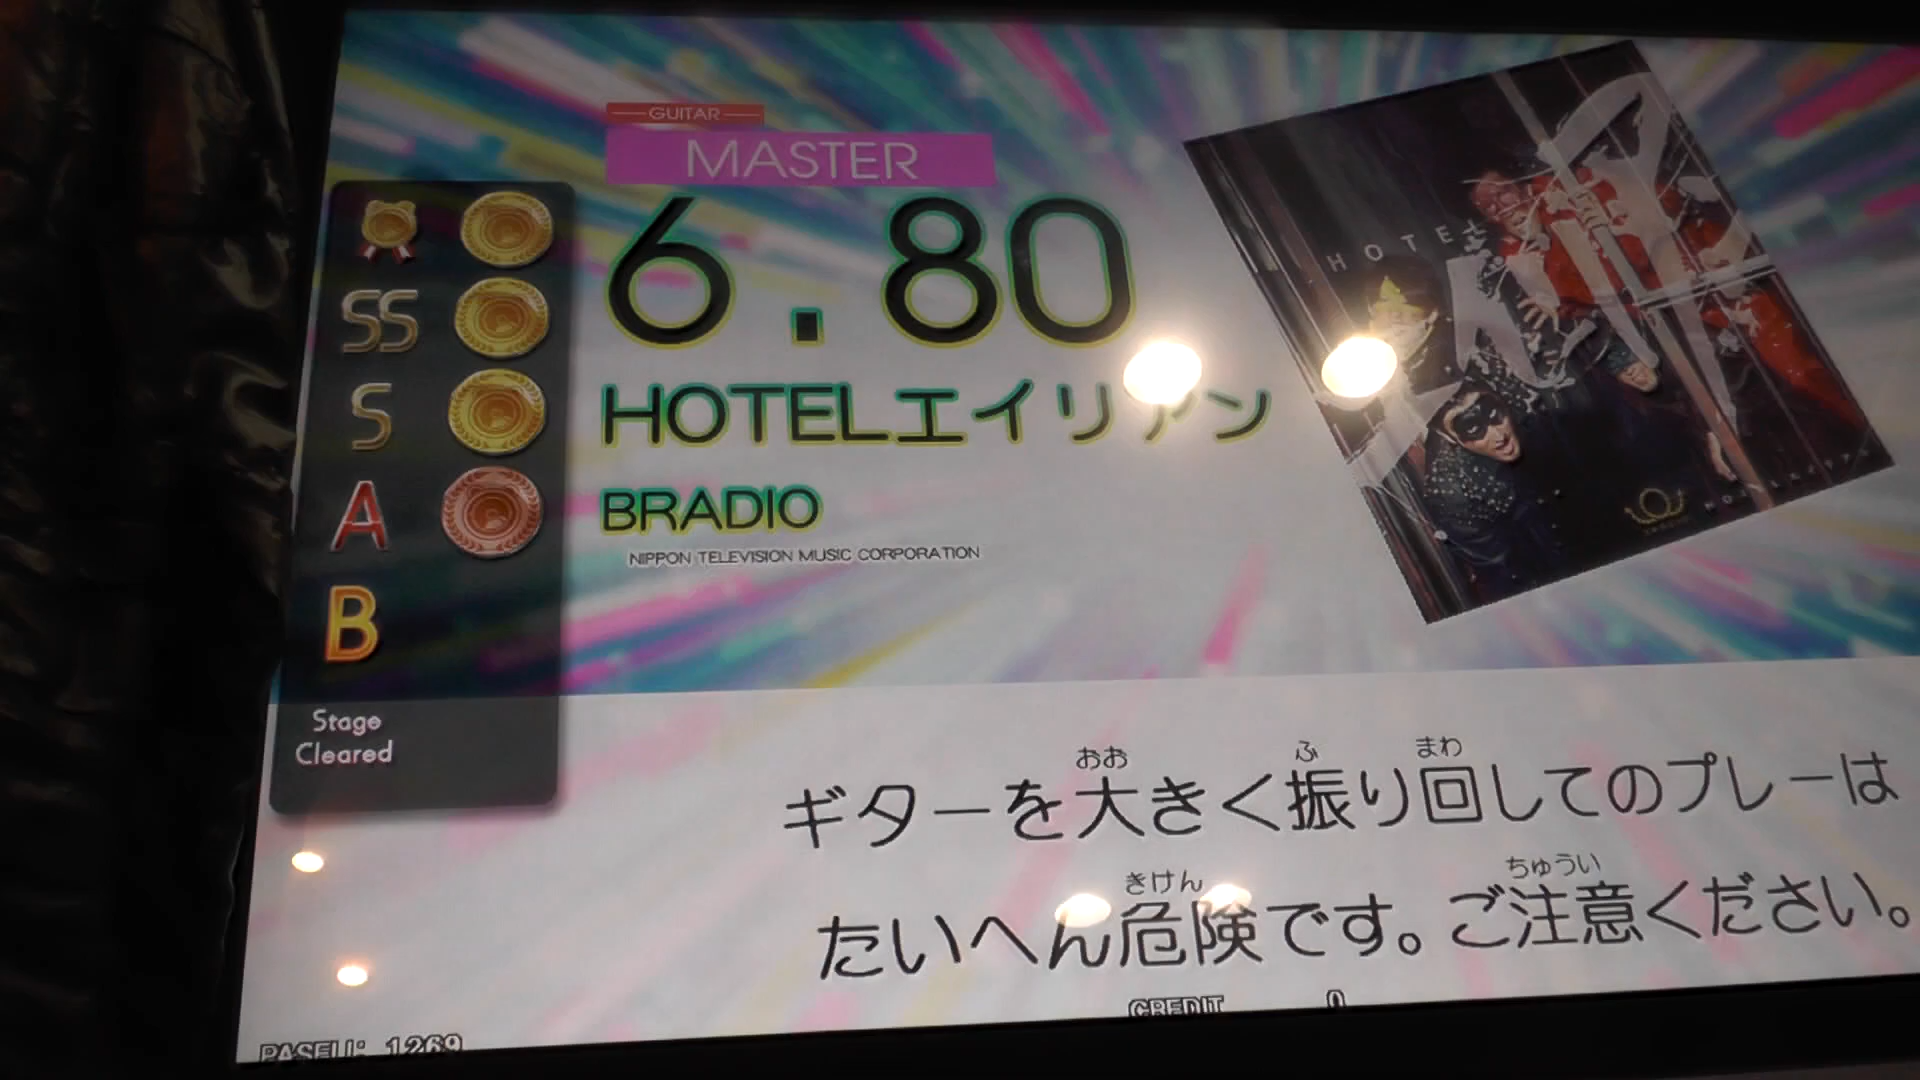 GUITAR
MASTER
6.80
HOTELエイリアン
BRADIO
NIPPON TELEVISION MUSIC CORPORATION
SS
S
A
B
Stage
Cleared
HOTEL
おお ふ まわ
ギターを大きく振り回してのプレーは
きけん ちゅうい
たいへん危険です。ご注意ください。
CREDIT 0
PASELI: 1269